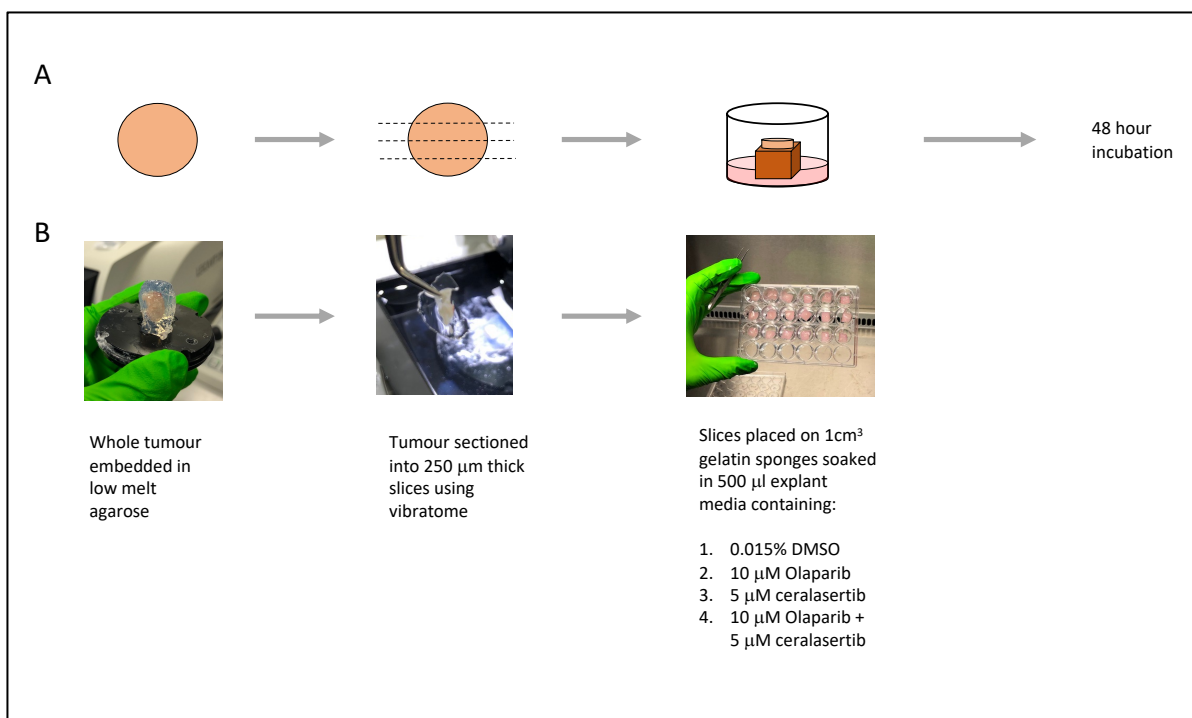 A
48 hour
incubation
B
Whole tumour
embedded in
low melt
agarose
Tumour sectioned
into 250 μm thick
slices using
vibratome
Slices placed on 1cm³
gelatin sponges soaked
in 500 μl explant
media containing:
1. 0.015% DMSO
2. 10 μM Olaparib
3. 5 μM ceralasertib
4. 10 μM Olaparib +
5 μM ceralasertib